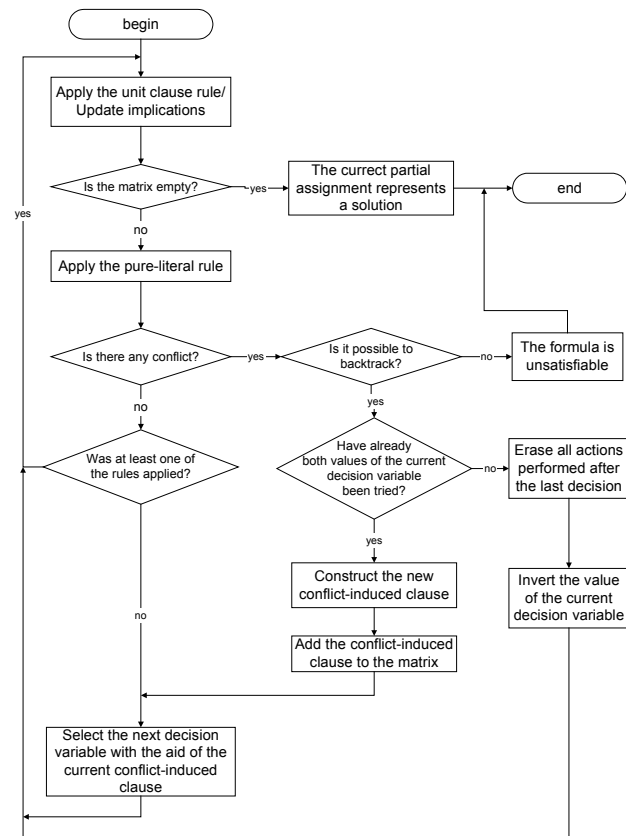 begin
Apply the unit clause rule/
Update implications
Is the matrix empty?
yes
The currect partial
assignment represents
a solution
end
yes
no
Apply the pure-literal rule
Is there any conflict?
yes
Is it possible to
backtrack?
no
The formula is
unsatisfiable
no
yes
Was at least one of
the rules applied?
Have already
both values of the current
decision variable
been tried?
no
Erase all actions
performed after
the last decision
yes
Construct the new
conflict-induced clause
Invert the value
of the current
decision variable
no
Add the conflict-induced
clause to the matrix
Select the next decision
variable with the aid of the
current conflict-induced
clause